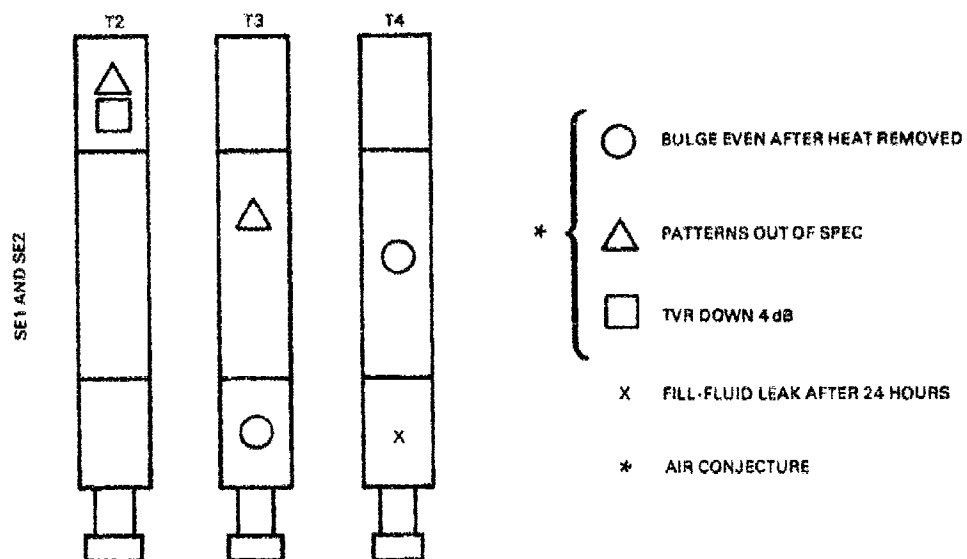 T2 T3 T4
SE1 AND SE2
BULGE EVEN AFTER HEAT REMOVED
* PATTERNS OUT OF SPEC
TVR DOWN 4 dB
X FILL-FLUID LEAK AFTER 24 HOURS
X
* AIR CONJECTURE